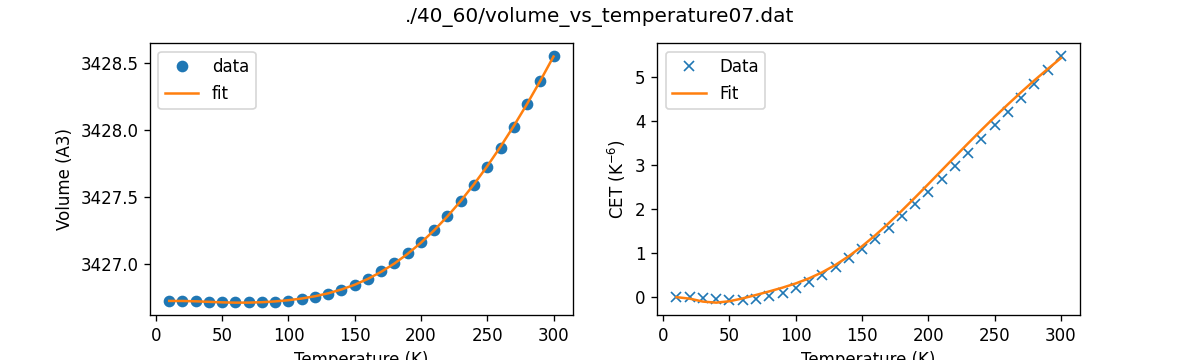 ./40_60/volume_vs_temperature07.dat
Volume (A3)
3428.5
3428.0
3427.5
3427.0
data
fit
0 50 100 150 200 250 300
Temperature (K)
CET (K⁻⁶)
5
4
3
2
1
0
Data
Fit
0 50 100 150 200 250 300
Temperature (K)